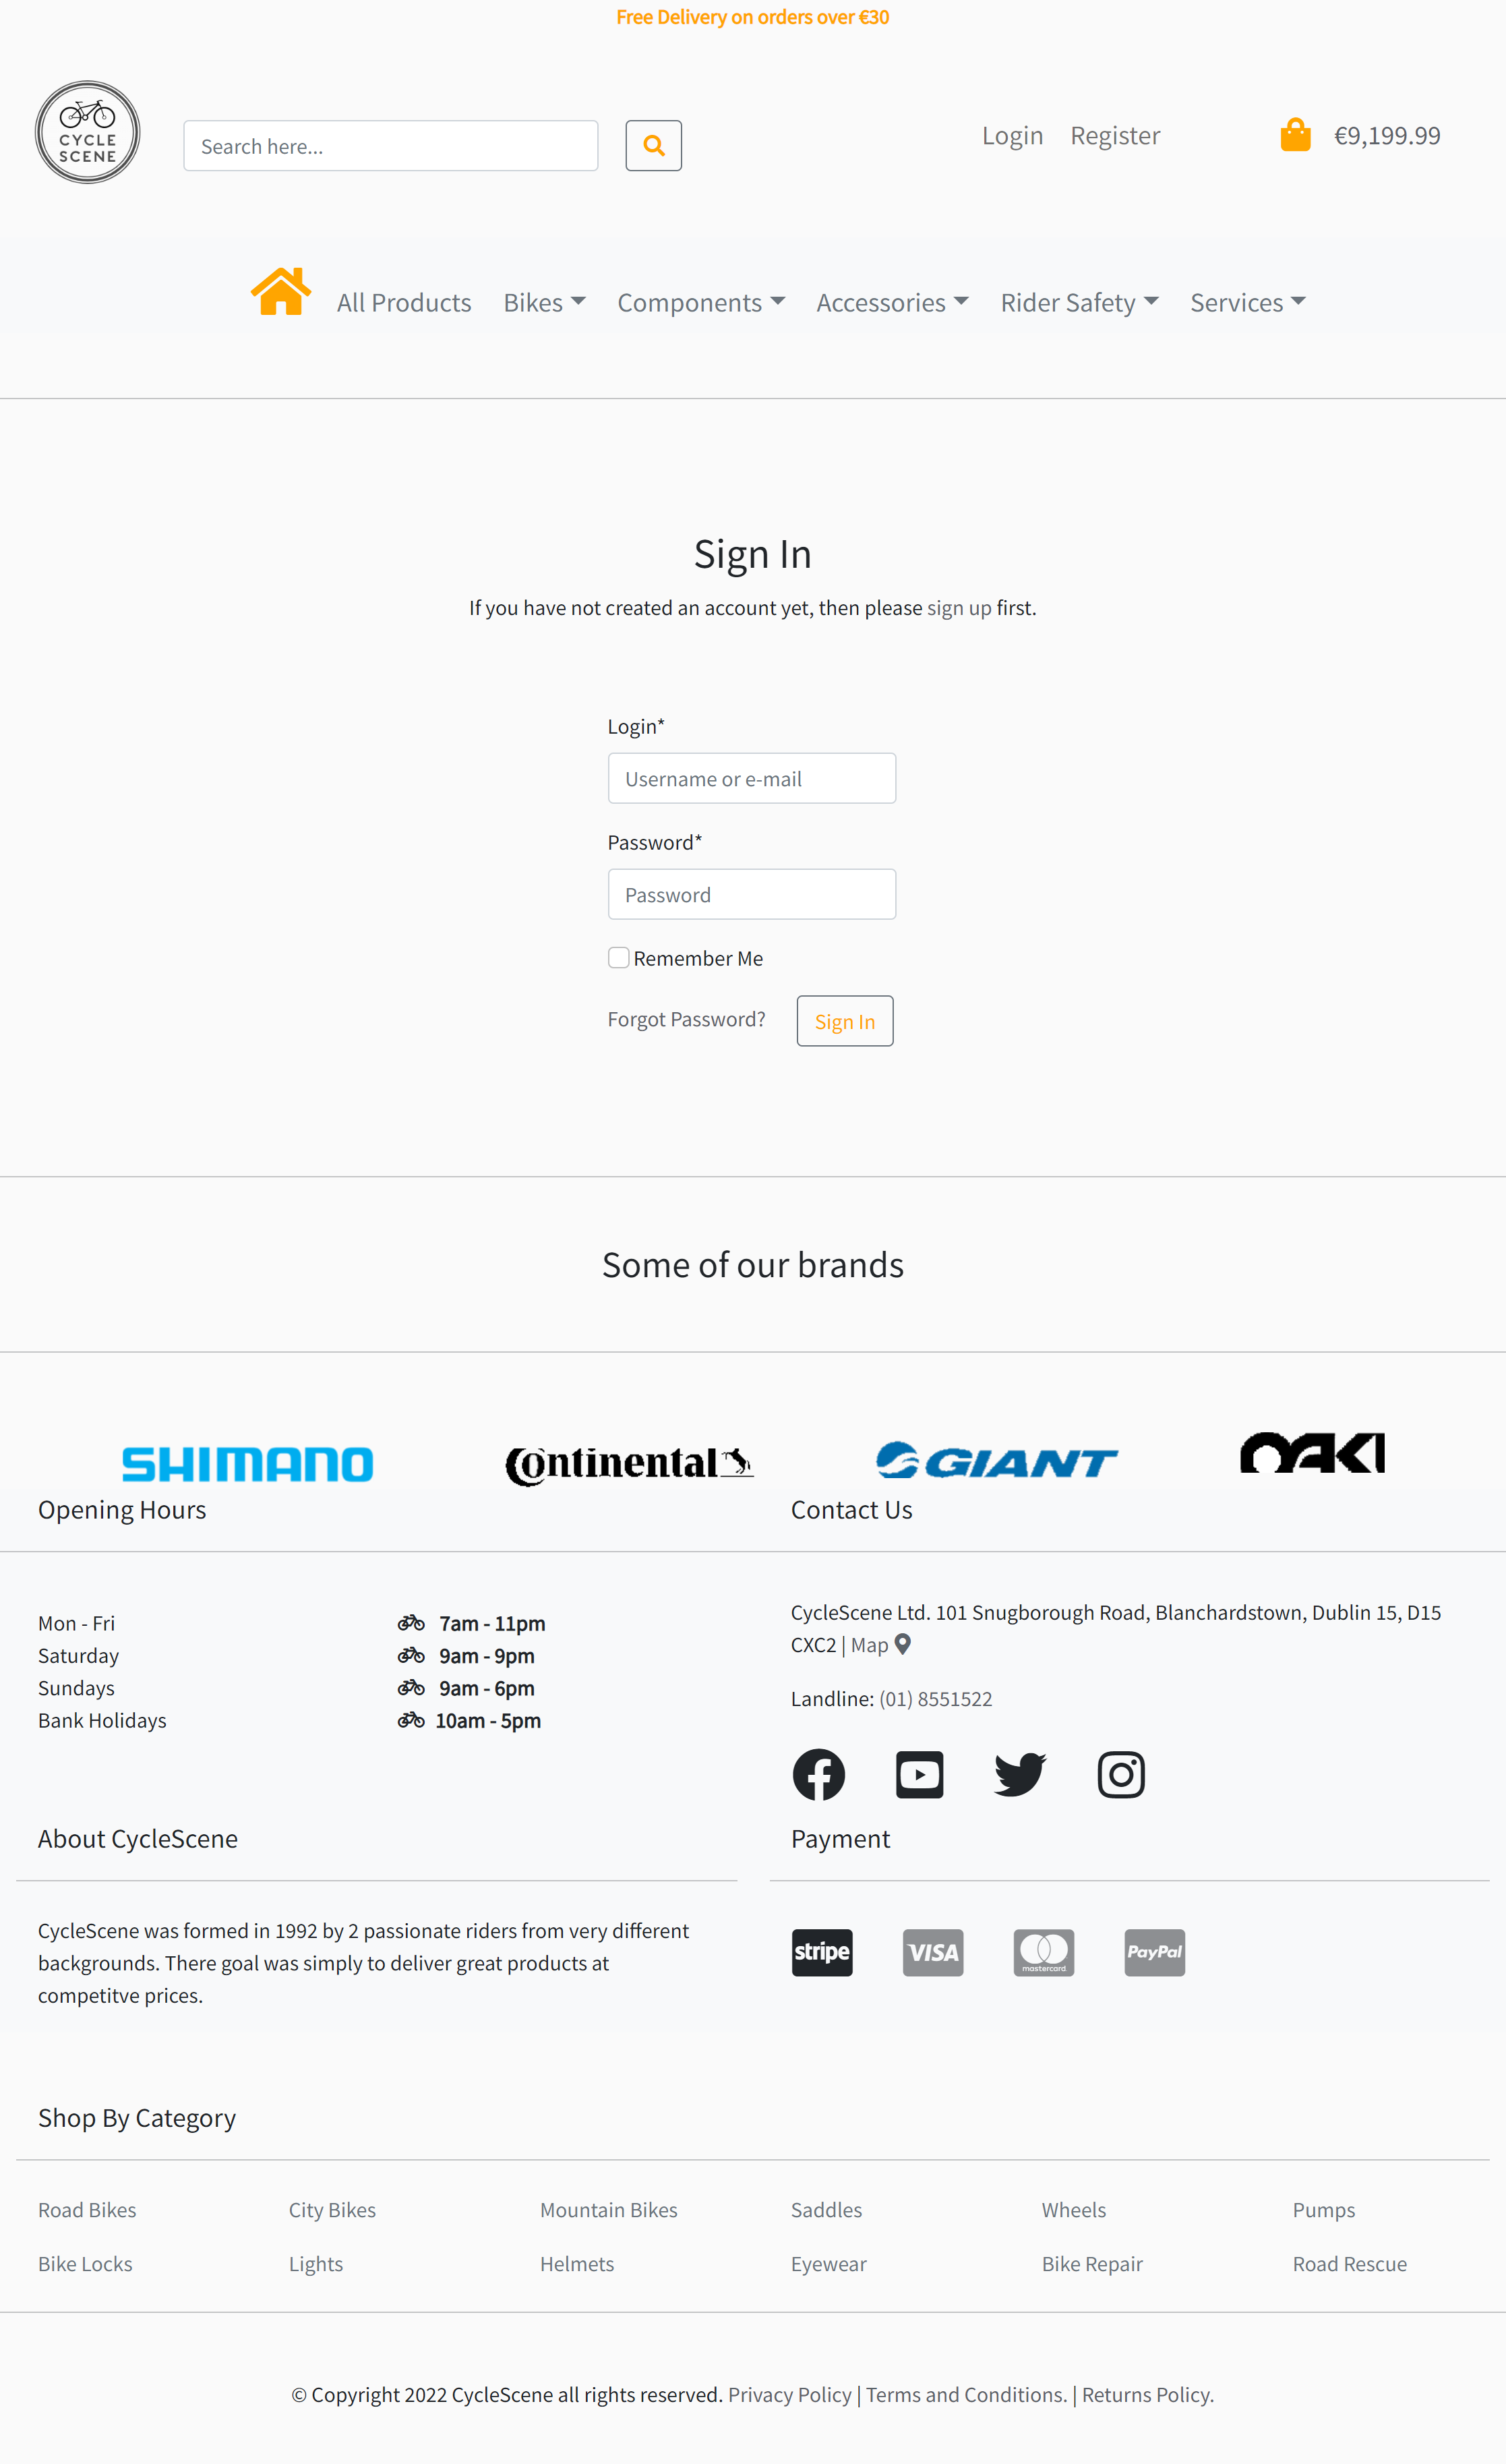 Free Delivery on orders over €30
CYCLE
SCENE
Search here...
Login Register
€9,199.99
All Products Bikes Components Accessories Rider Safety Services
Sign In
If you have not created an account yet, then please sign up first.
Login*
Username or e-mail
Password*
Password
Remember Me
Forgot Password? Sign In
Some of our brands
SHIMANO Continental GIANT OAKL
Opening Hours
Mon - Fri 7am - 11pm
Saturday 9am - 9pm
Sundays 9am - 6pm
Bank Holidays 10am - 5pm
Contact Us
CycleScene Ltd. 101 Snugborough Road, Blanchardstown, Dublin 15, D15
CXC2 | Map
Landline: (01) 8551522
About CycleScene
CycleScene was formed in 1992 by 2 passionate riders from very different
backgrounds. There goal was simply to deliver great products at
competitve prices.
Payment
stripe VISA mastercard PayPal
Shop By Category
Road Bikes City Bikes Mountain Bikes Saddles Wheels Pumps
Bike Locks Lights Helmets Eyewear Bike Repair Road Rescue
© Copyright 2022 CycleScene all rights reserved. Privacy Policy | Terms and Conditions. | Returns Policy.